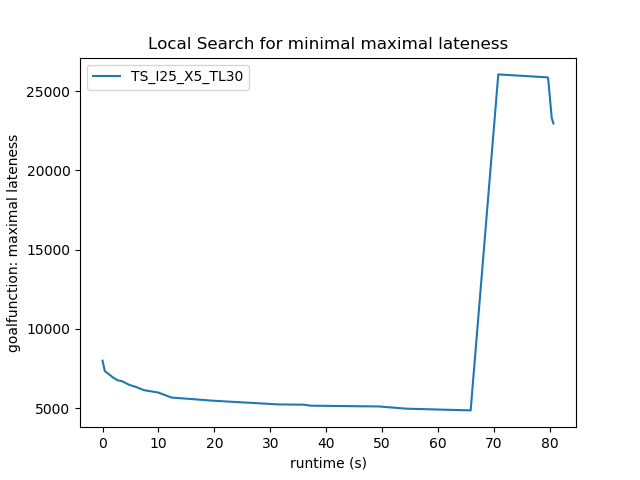 Local Search for minimal maximal lateness
TS_I25_X5_TL30
goalfunction: maximal lateness
25000
20000
15000
10000
5000
0 10 20 30 40 50 60 70 80
runtime (s)